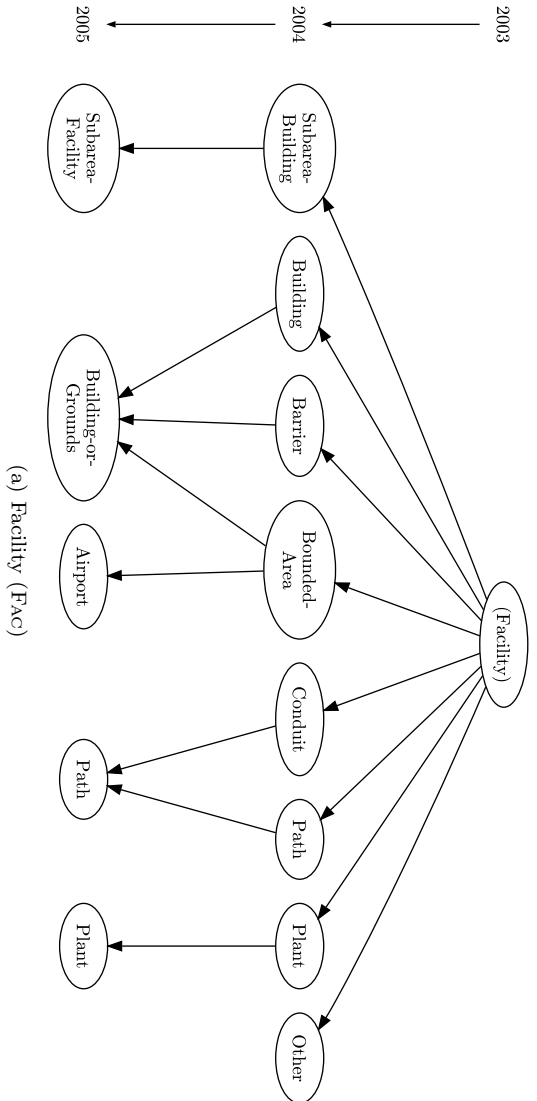 2003
(Facility)
2004
Subarea-
Building
Building
Barrier
Bounded-
Area
Conduit
Path
Plant
Other
2005
Subarea-
Facility
Building-or-
Grounds
Airport
Path
Plant
(a) Facility (FAC)